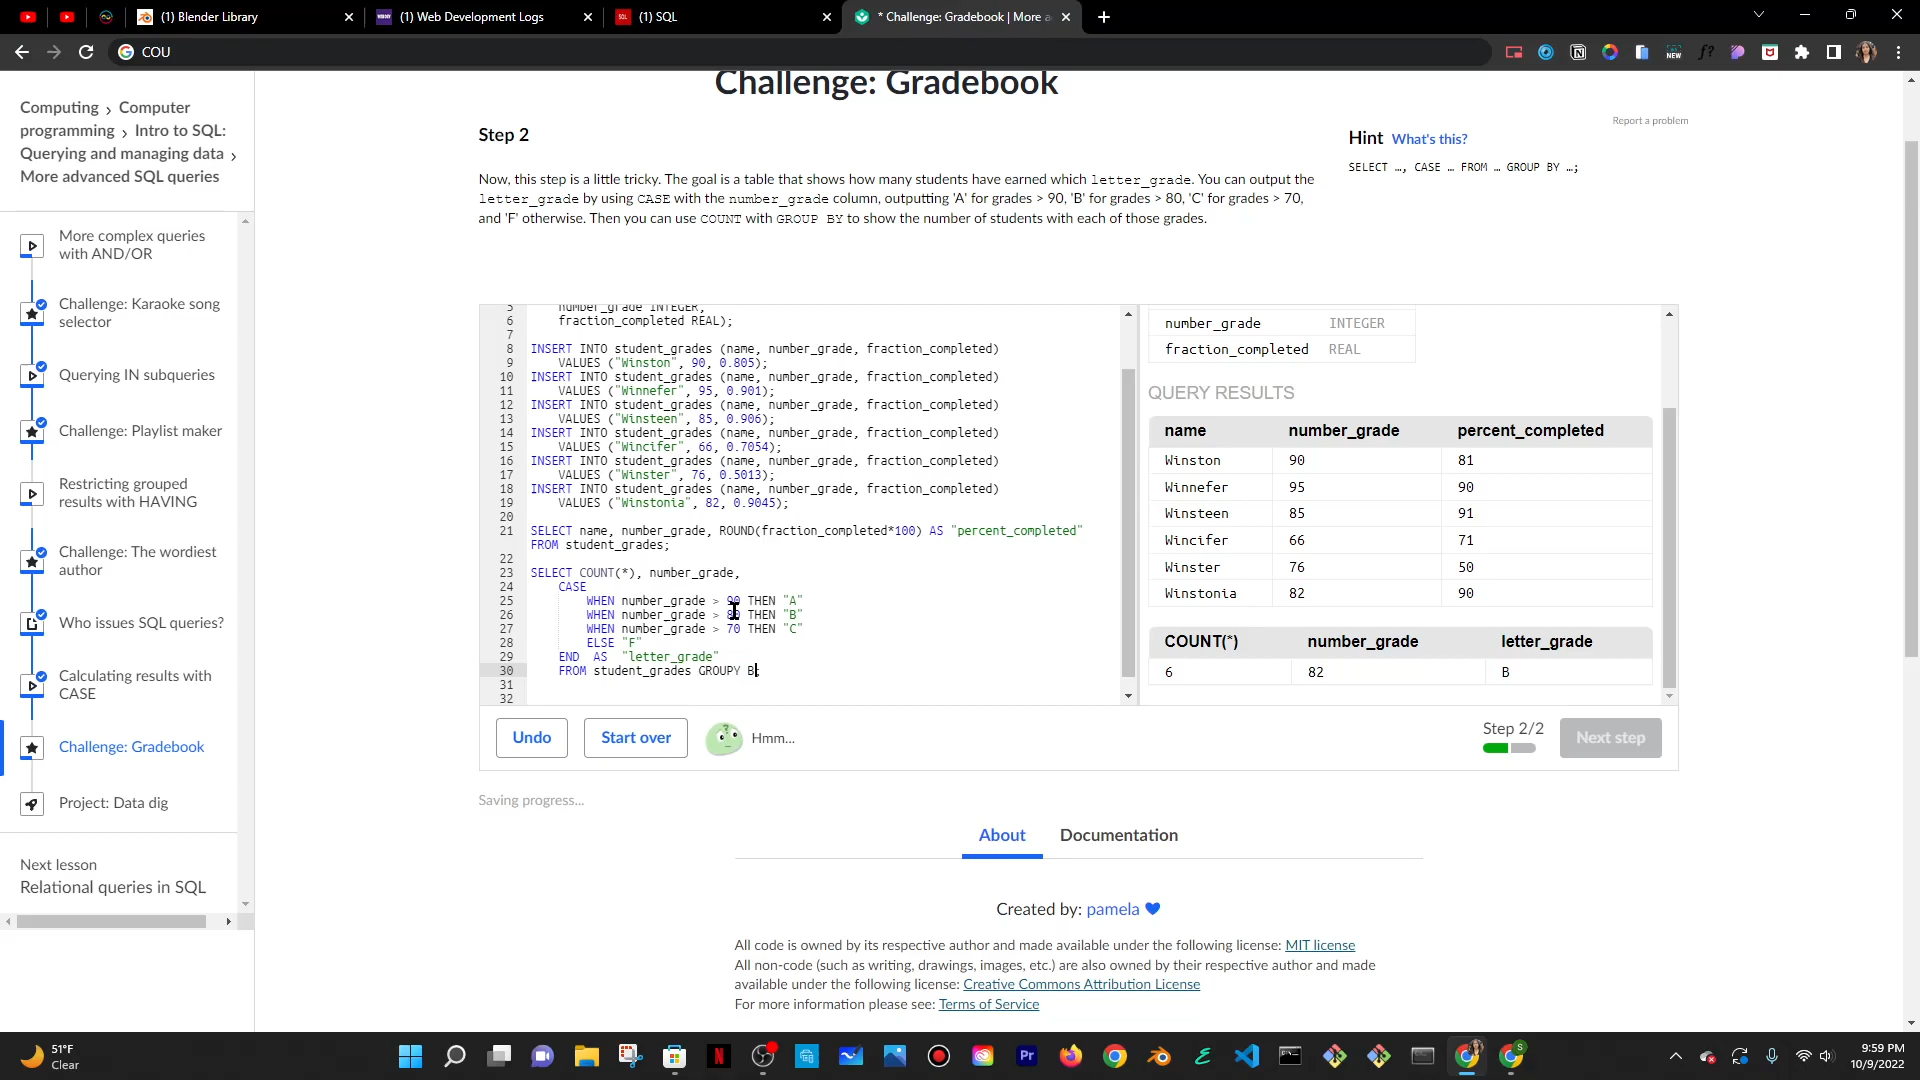 (1) Blender Library
(1) Web Development Logs
(1) SQL
* Challenge: Gradebook | More a
COU
Computing › Computer
programming › Intro to SQL:
Querying and managing data ›
More advanced SQL queries
More complex queries
with AND/OR
Challenge: Karaoke song
selector
Querying IN subqueries
Challenge: Playlist maker
Restricting grouped
results with HAVING
Challenge: The wordiest
author
Who issues SQL queries?
Calculating results with
CASE
Challenge: Gradebook
Project: Data dig
Next lesson
Relational queries in SQL
Challenge: Gradebook
Report a problem
Step 2
Now, this step is a little tricky. The goal is a table that shows how many students have earned which letter_grade. You can output the
letter_grade by using CASE with the number_grade column, outputting 'A' for grades > 90, 'B' for grades > 80, 'C' for grades > 70,
and 'F' otherwise. Then you can use COUNT with GROUP BY to show the number of students with each of those grades.
Hint What's this?
SELECT …, CASE … FROM … GROUP BY …;
5 number_grade INTEGER,
6 fraction_completed REAL);
7
8 INSERT INTO student_grades (name, number_grade, fraction_completed)
9 VALUES ("Winston", 90, 0.805);
10 INSERT INTO student_grades (name, number_grade, fraction_completed)
11 VALUES ("Winnefer", 95, 0.901);
12 INSERT INTO student_grades (name, number_grade, fraction_completed)
13 VALUES ("Winsteen", 85, 0.906);
14 INSERT INTO student_grades (name, number_grade, fraction_completed)
15 VALUES ("Wincifer", 66, 0.7054);
16 INSERT INTO student_grades (name, number_grade, fraction_completed)
17 VALUES ("Winster", 76, 0.5013);
18 INSERT INTO student_grades (name, number_grade, fraction_completed)
19 VALUES ("Winstonia", 82, 0.9045);
20
21 SELECT name, number_grade, ROUND(fraction_completed*100) AS "percent_completed"
FROM student_grades;
22
23 SELECT COUNT(*), number_grade,
24 CASE
25 WHEN number_grade > 90 THEN "A"
26 WHEN number_grade > 80 THEN "B"
27 WHEN number_grade > 70 THEN "C"
28 ELSE "F"
29 END AS "letter_grade"
30 FROM student_grades GROUPY B;
31
32
number_grade INTEGER
fraction_completed REAL
QUERY RESULTS
name number_grade percent_completed
Winston 90 81
Winnefer 95 90
Winsteen 85 91
Wincifer 66 71
Winster 76 50
Winstonia 82 90
COUNT(*) number_grade letter_grade
6 82 B
Undo
Start over
Hmm...
Step 2/2
Next step
Saving progress...
About
Documentation
Created by: pamela
All code is owned by its respective author and made available under the following license: MIT license
All non-code (such as writing, drawings, images, etc.) are also owned by their respective author and made
available under the following license: Creative Commons Attribution License
For more information please see: Terms of Service
51°F
Clear
9:59 PM
10/9/2022